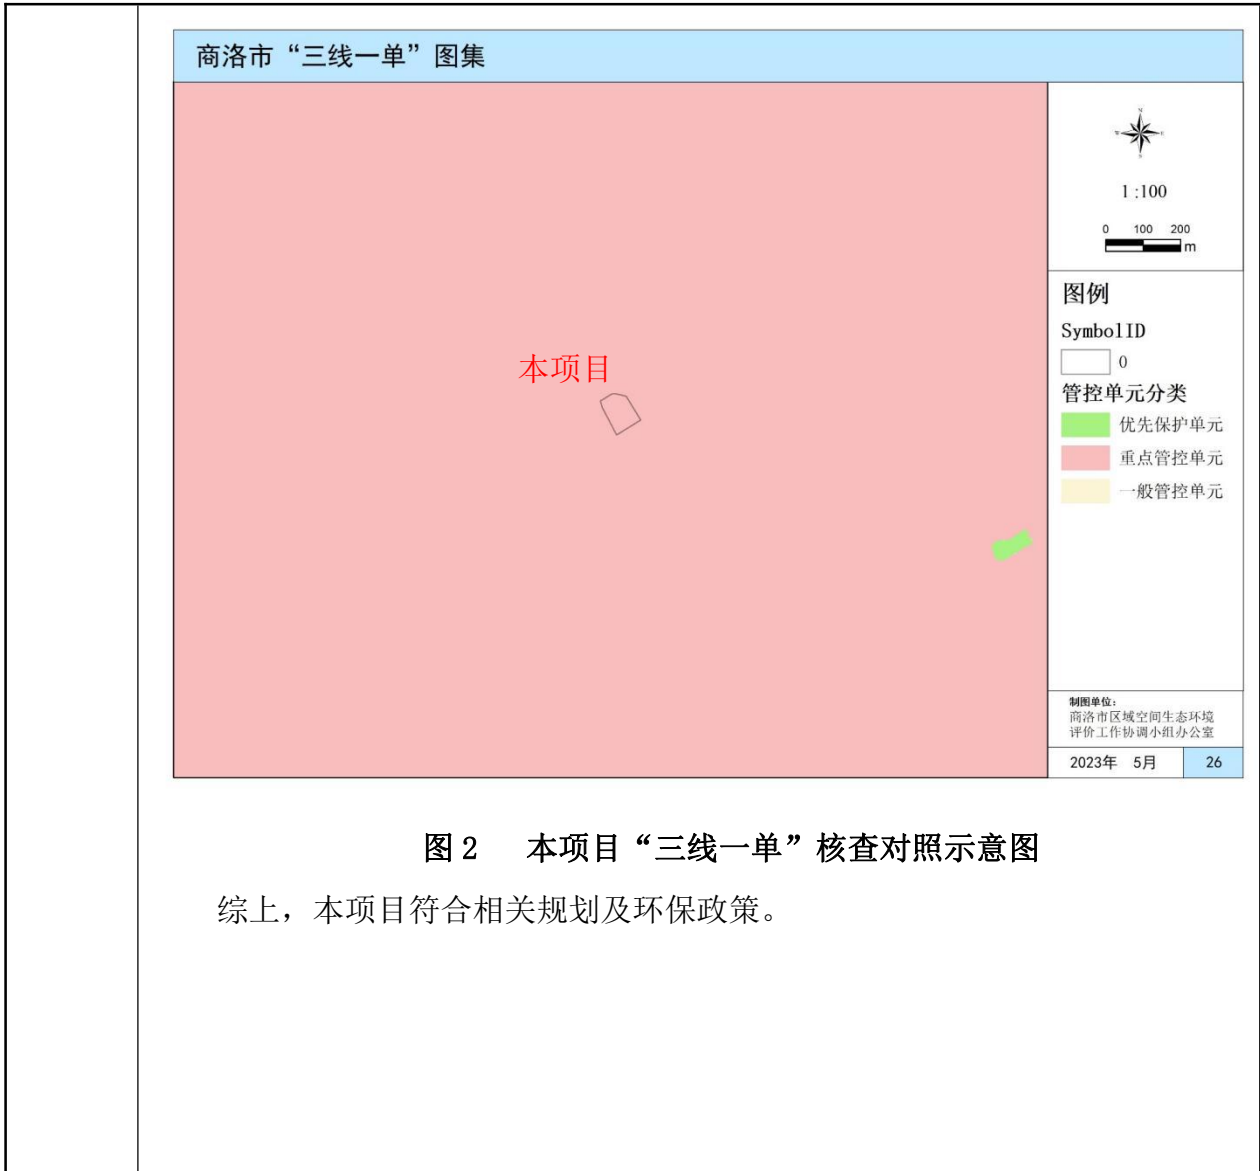 商洛市“三线一单”图集
本项目
N
W
E
S
1:100
0 100 200
m
图例
SymbolID
0
管控单元分类
优先保护单元
重点管控单元
一般管控单元
制图单位：
商洛市区域空间生态环境
评价工作协调小组办公室
2023年 5月
26
图 2 本项目“三线一单”核查对照示意图
综上，本项目符合相关规划及环保政策。